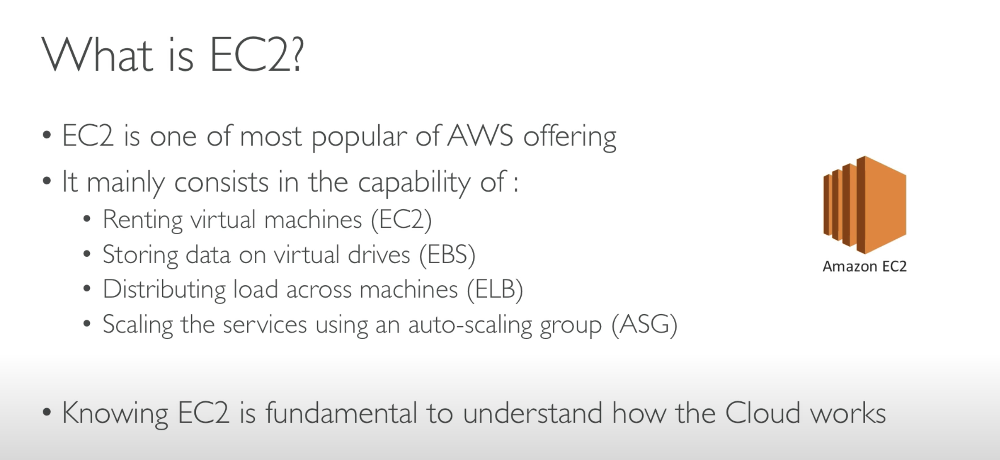 What is EC2?
• EC2 is one of most popular of AWS offering
• It mainly consists in the capability of :
• Renting virtual machines (EC2)
• Storing data on virtual drives (EBS)
• Distributing load across machines (ELB)
• Scaling the services using an auto-scaling group (ASG)
Amazon EC2
• Knowing EC2 is fundamental to understand how the Cloud works